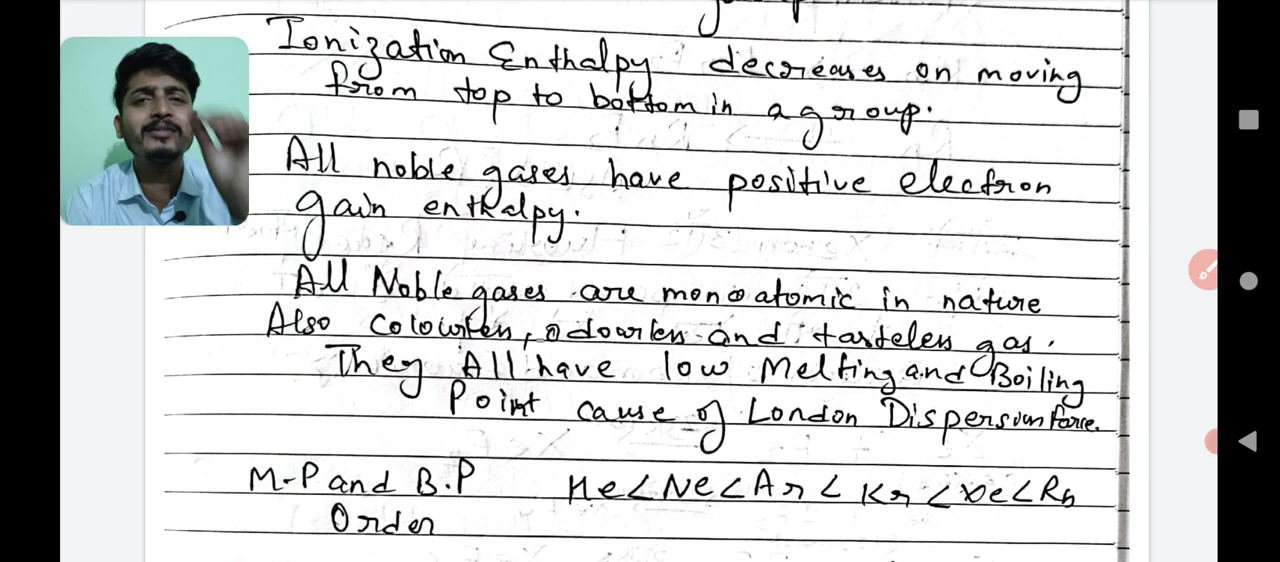 Ionization Enthalpy decreases on moving
from top to bottom in a group.
All noble gases have positive electron
gain enthalpy.
All Noble gases are monoatomic in nature
Also Colourless, odourless and tasteless gas.
They All have low Melting and Boiling
Point cause of London Dispersion force.
M.P and B.P He < Ne < Ar < Kr < Xe < Rn
Order